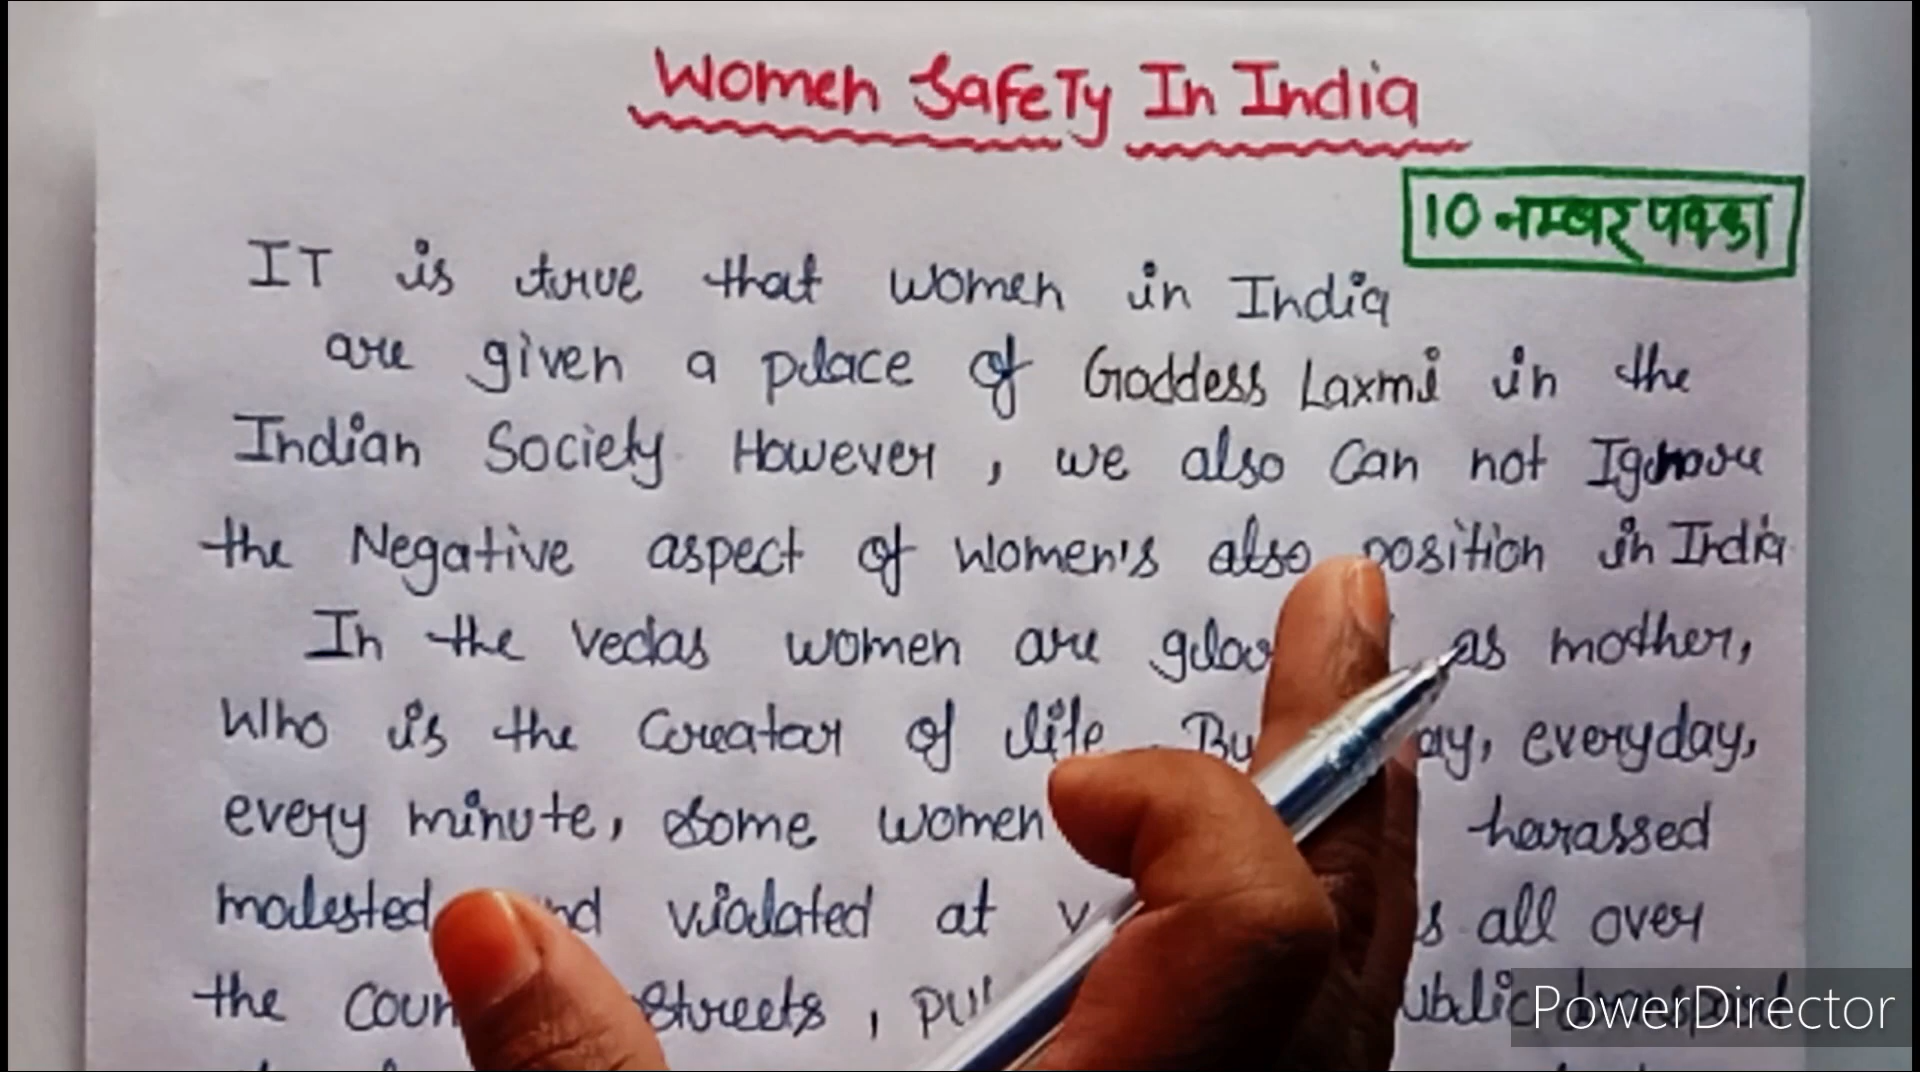 Women Safety In India
10 नम्बर पक्का
IT is true that women in India
are given a place of Goddess Laxmi in the
Indian Society However, we also Can not Ignore
the Negative aspect of women's also position in India
In the vedas women are as mother,
Who is the Creator of life. everyday,
every minute, some women harassed
molested violated at all over
the streets,
PowerDirector